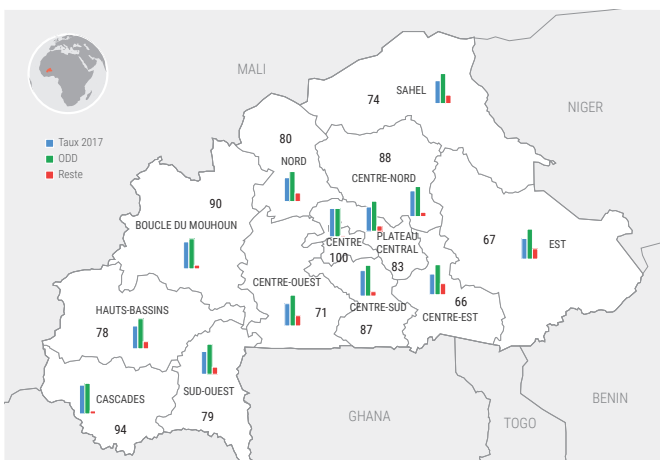 MALI
NIGER
SAHEL
74
Taux 2017
ODD
Reste
80
NORD
88
CENTRE-NORD
90
BOUCLE DU MOUHOUN
CENTRE
100
PLATEAU
CENTRAL
83
67
EST
CENTRE-OUEST
71
CENTRE-SUD
87
66
CENTRE-EST
HAUTS-BASSINS
78
SUD-OUEST
79
CASCADES
94
GHANA
TOGO
BENIN